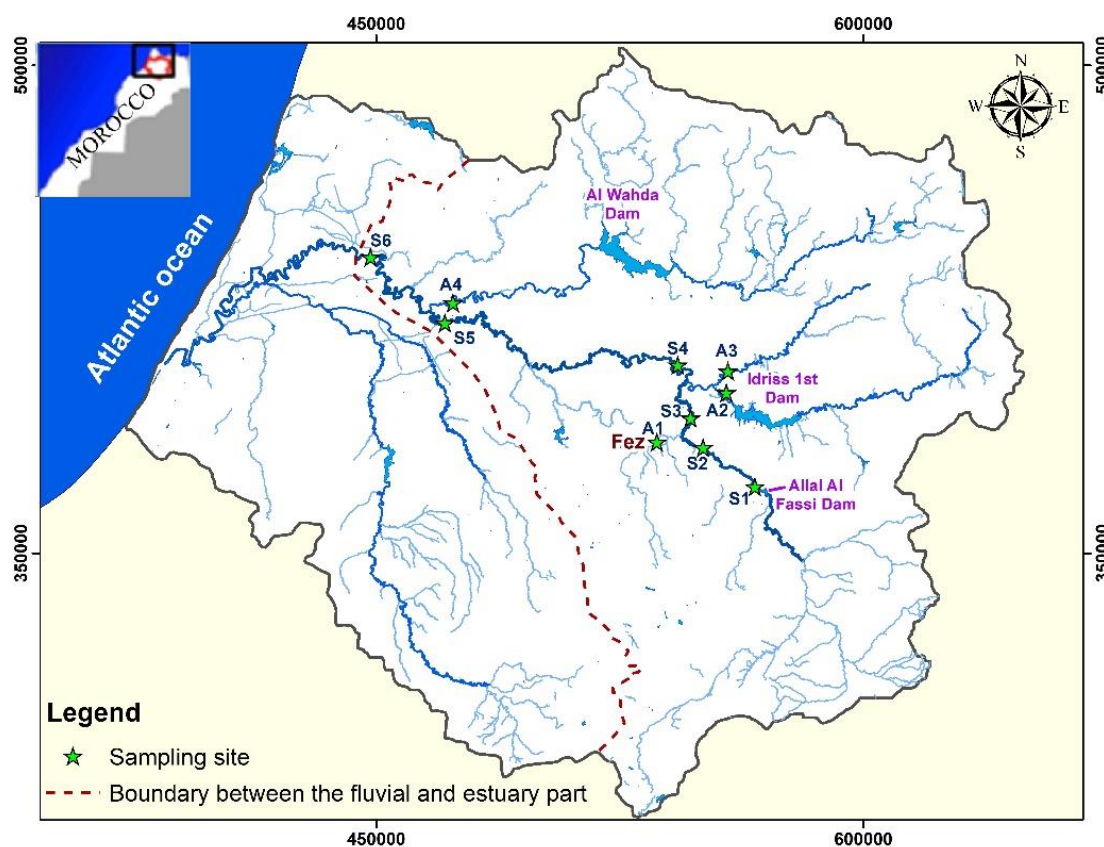 450000
600000
500000
500000
MOROCCO
N
W
E
S
Atlantic ocean
Al Wahda
Dam
S6
A4
S5
S4
A3
Idriss 1st
Dam
A2
S3
A1
Fez
S2
S1
Allal Al
Fassi Dam
350000
350000
Legend
Sampling site
Boundary between the fluvial and estuary part
450000
600000